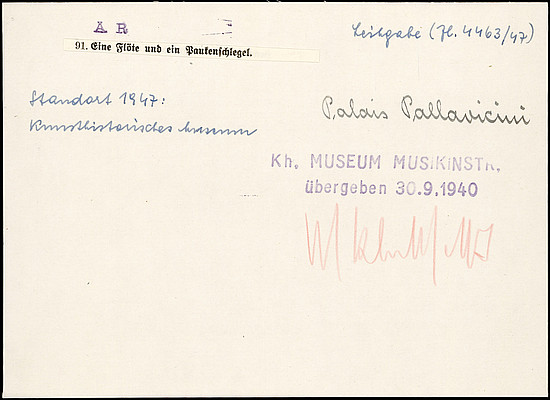 ÄR
Leihgabe (Zl. 4463/47)
91. Eine Flöte und ein Paukenschlegel.
Standort 1947:
Kunsthistorisches Museum
Palais Pallavicini
Kh. MUSEUM MUSIKINSTR.
übergeben 30.9.1940